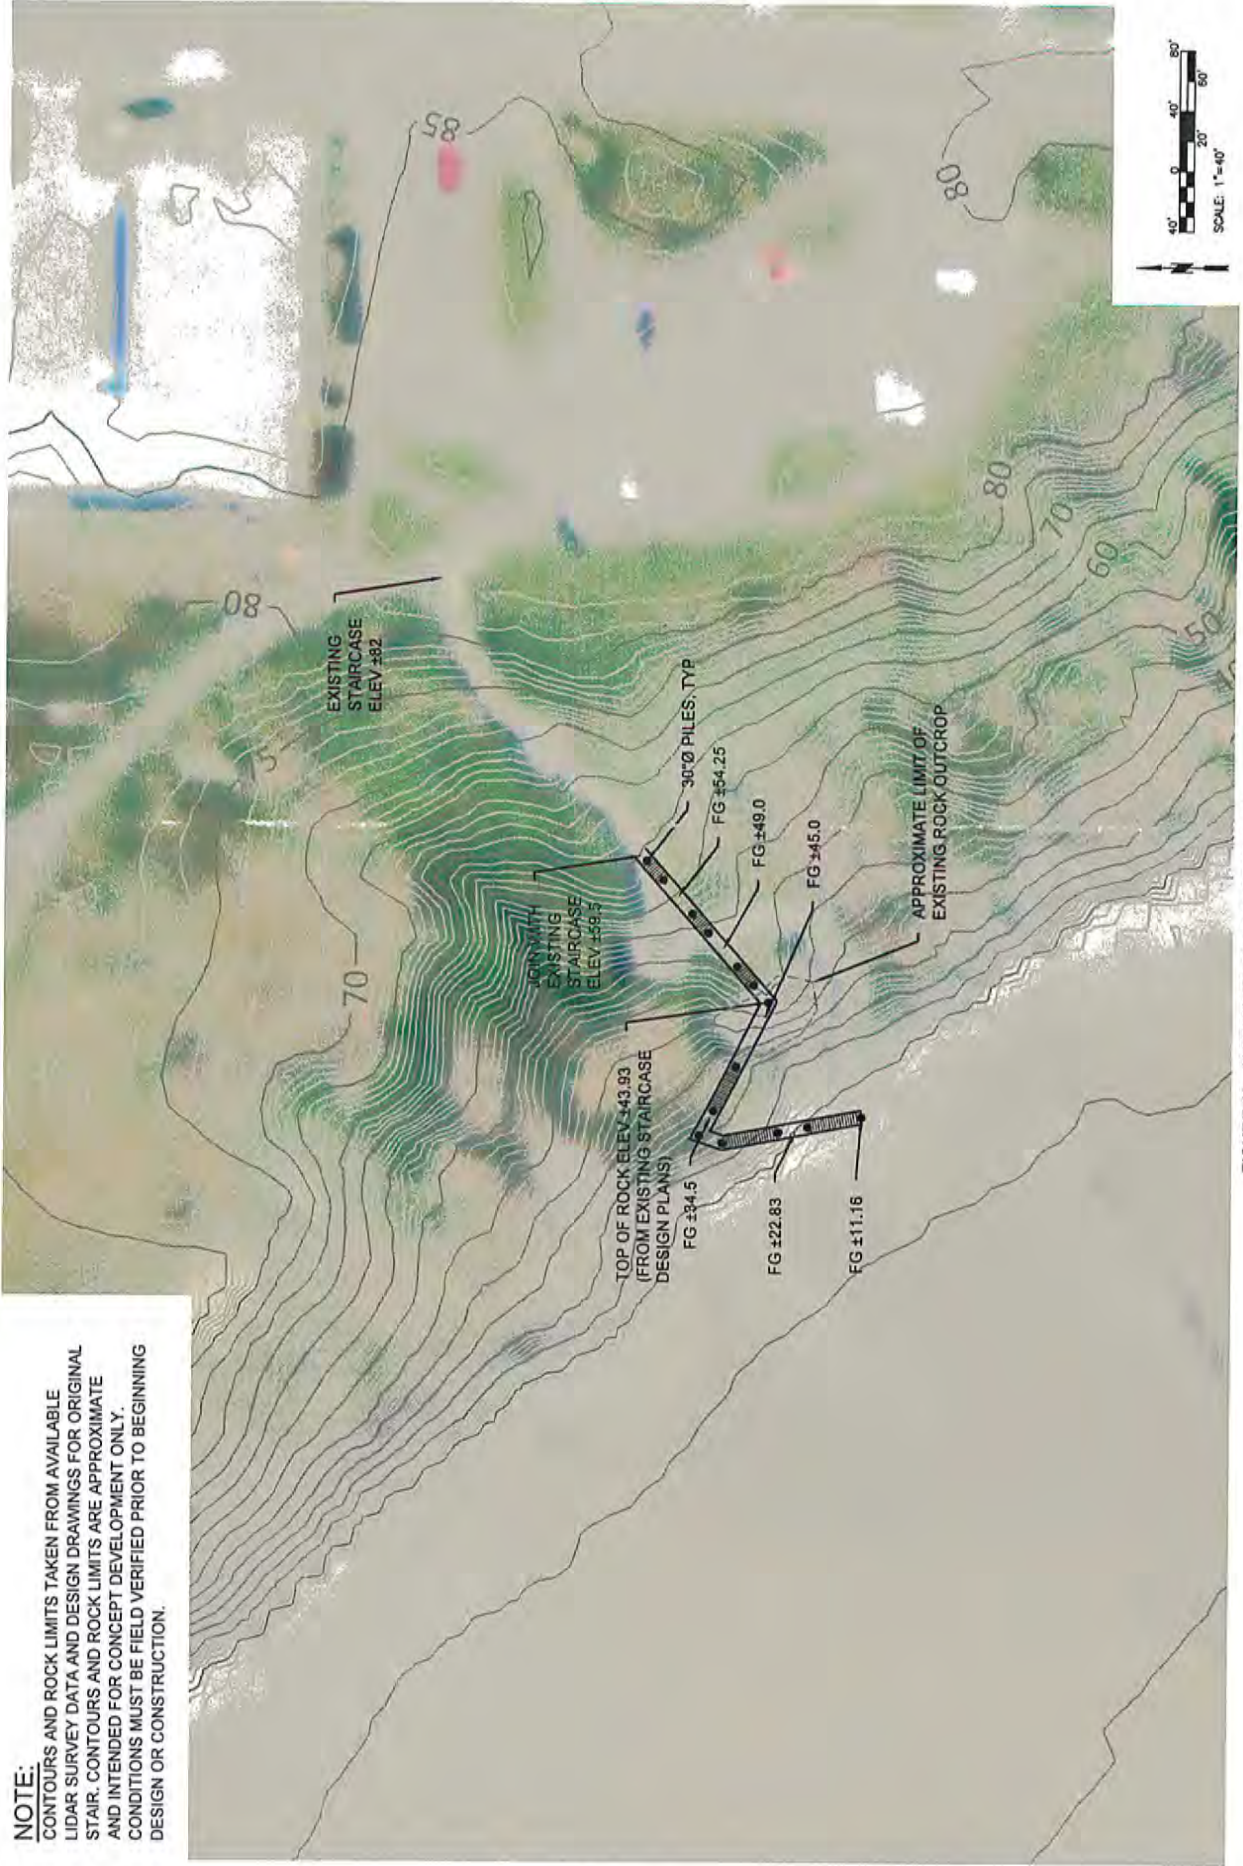 NOTE:
CONTOURS AND ROCK LIMITS TAKEN FROM AVAILABLE
LIDAR SURVEY DATA AND DESIGN DRAWINGS FOR ORIGINAL
STAIR. CONTOURS AND ROCK LIMITS ARE APPROXIMATE
AND INTENDED FOR CONCEPT DEVELOPMENT ONLY.
CONDITIONS MUST BE FIELD VERIFIED PRIOR TO BEGINNING
DESIGN OR CONSTRUCTION.
EXISTING
STAIRCASE
ELEV ±82
JOIN WITH
EXISTING
STAIRCASE
ELEV ±59.5
TOP OF ROCK ELEV ±43.93
(FROM EXISTING STAIRCASE
DESIGN PLANS)
FG ±34.5
FG ±22.83
FG ±11.16
30"Ø PILES, TYP
FG ±54.25
FG ±49.0
FG ±45.0
APPROXIMATE LIMIT OF
EXISTING ROCK OUTCROP
85
80
80
75
70
80
70
60
50
N
40'
0
40'
80'
20'
60'
SCALE: 1"=40'